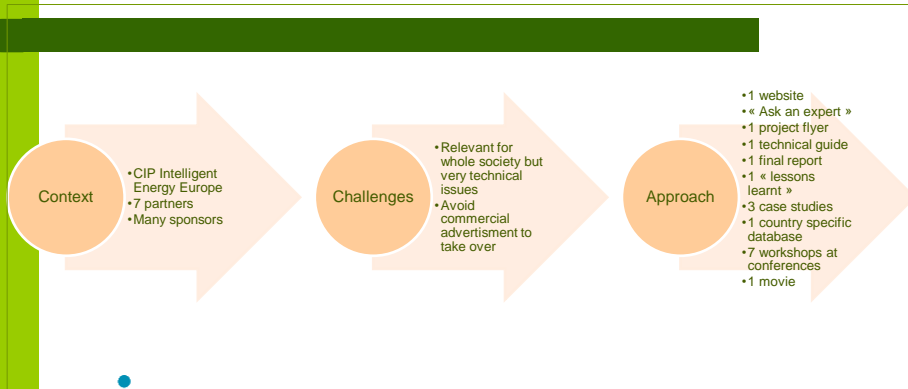 Context
•CIP Intelligent
Energy Europe
•7 partners
•Many sponsors
Challenges
•Relevant for
whole society but
very technical
issues
•Avoid
commercial
advertisment to
take over
Approach
•1 website
•« Ask an expert »
•1 project flyer
•1 technical guide
•1 final report
•1 « lessons
learnt »
•3 case studies
•1 country specific
database
•7 workshops at
conferences
•1 movie